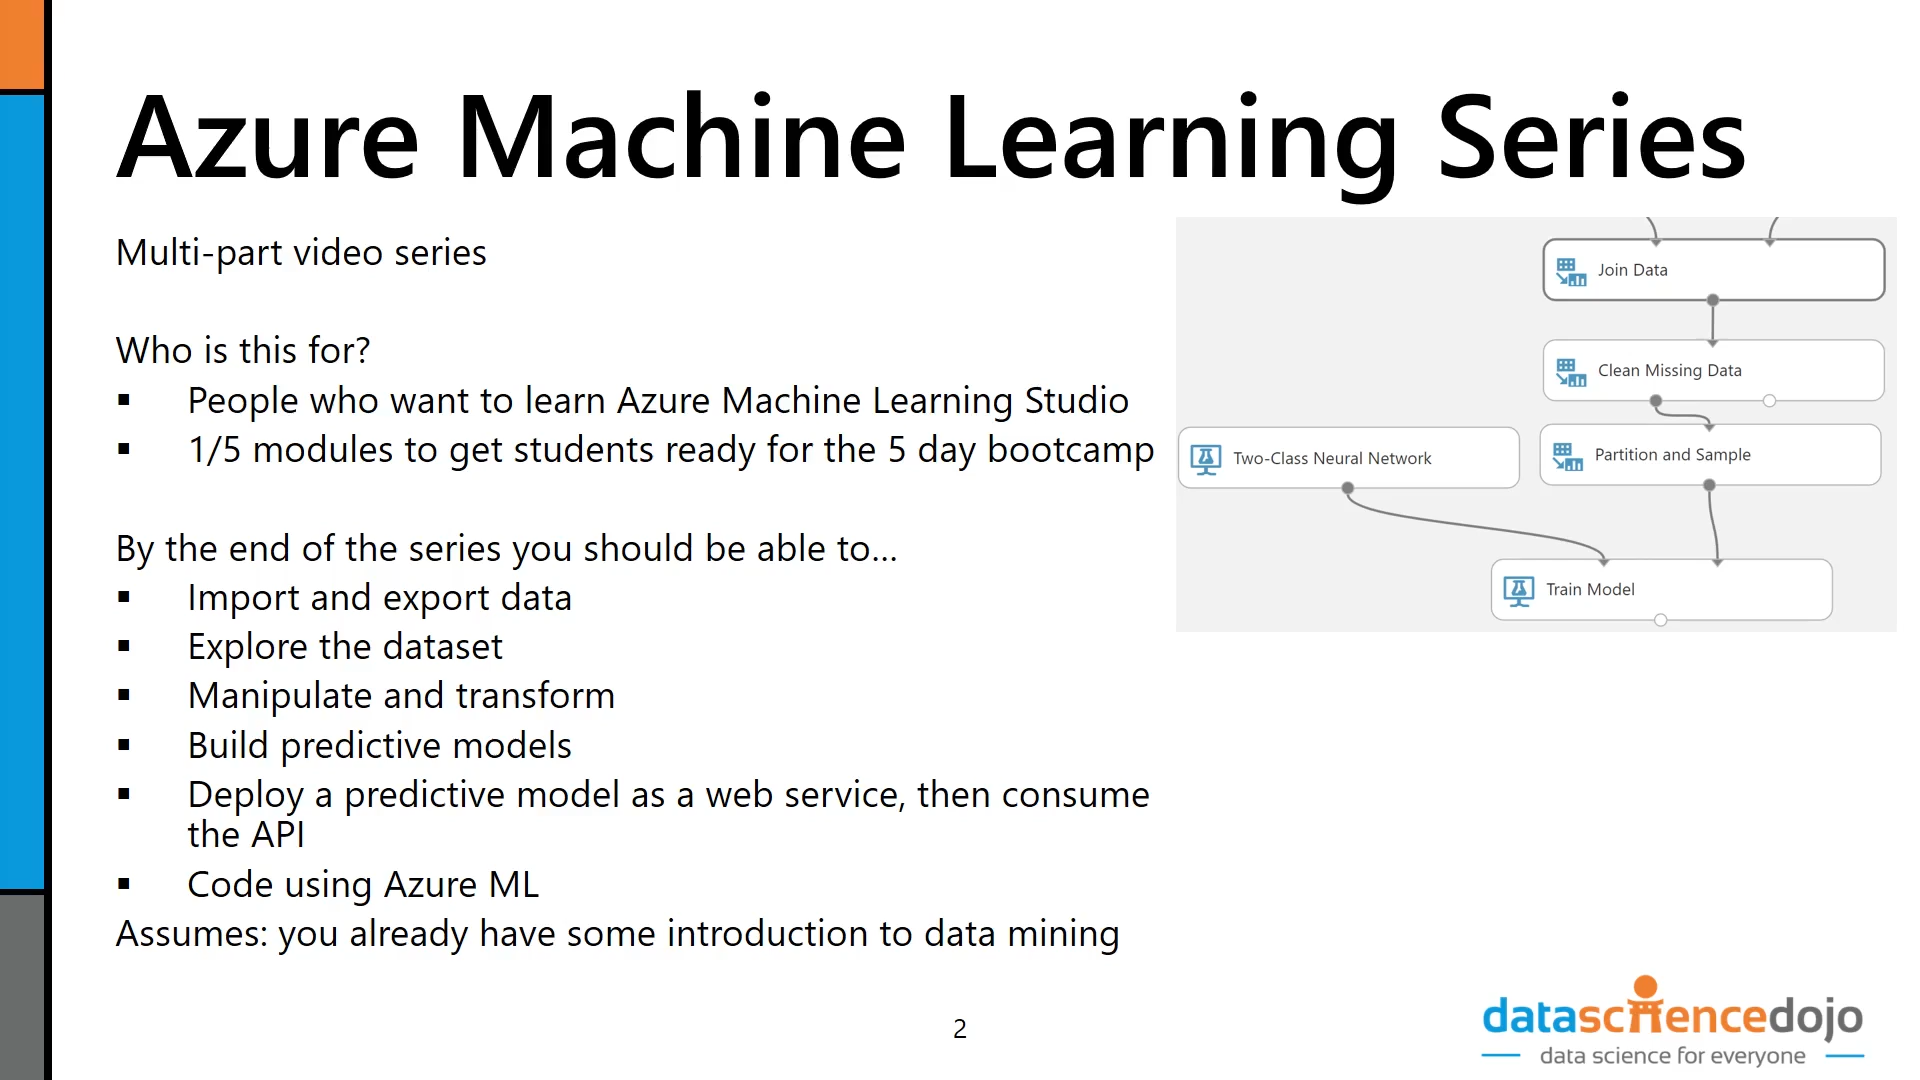 Azure Machine Learning Series
Multi-part video series
Who is this for?
▪ People who want to learn Azure Machine Learning Studio
▪ 1/5 modules to get students ready for the 5 day bootcamp
By the end of the series you should be able to...
▪ Import and export data
▪ Explore the dataset
▪ Manipulate and transform
▪ Build predictive models
▪ Deploy a predictive model as a web service, then consume
the API
▪ Code using Azure ML
Assumes: you already have some introduction to data mining
Join Data
Clean Missing Data
Two-Class Neural Network
Partition and Sample
Train Model
2
datasciencedojo
data science for everyone